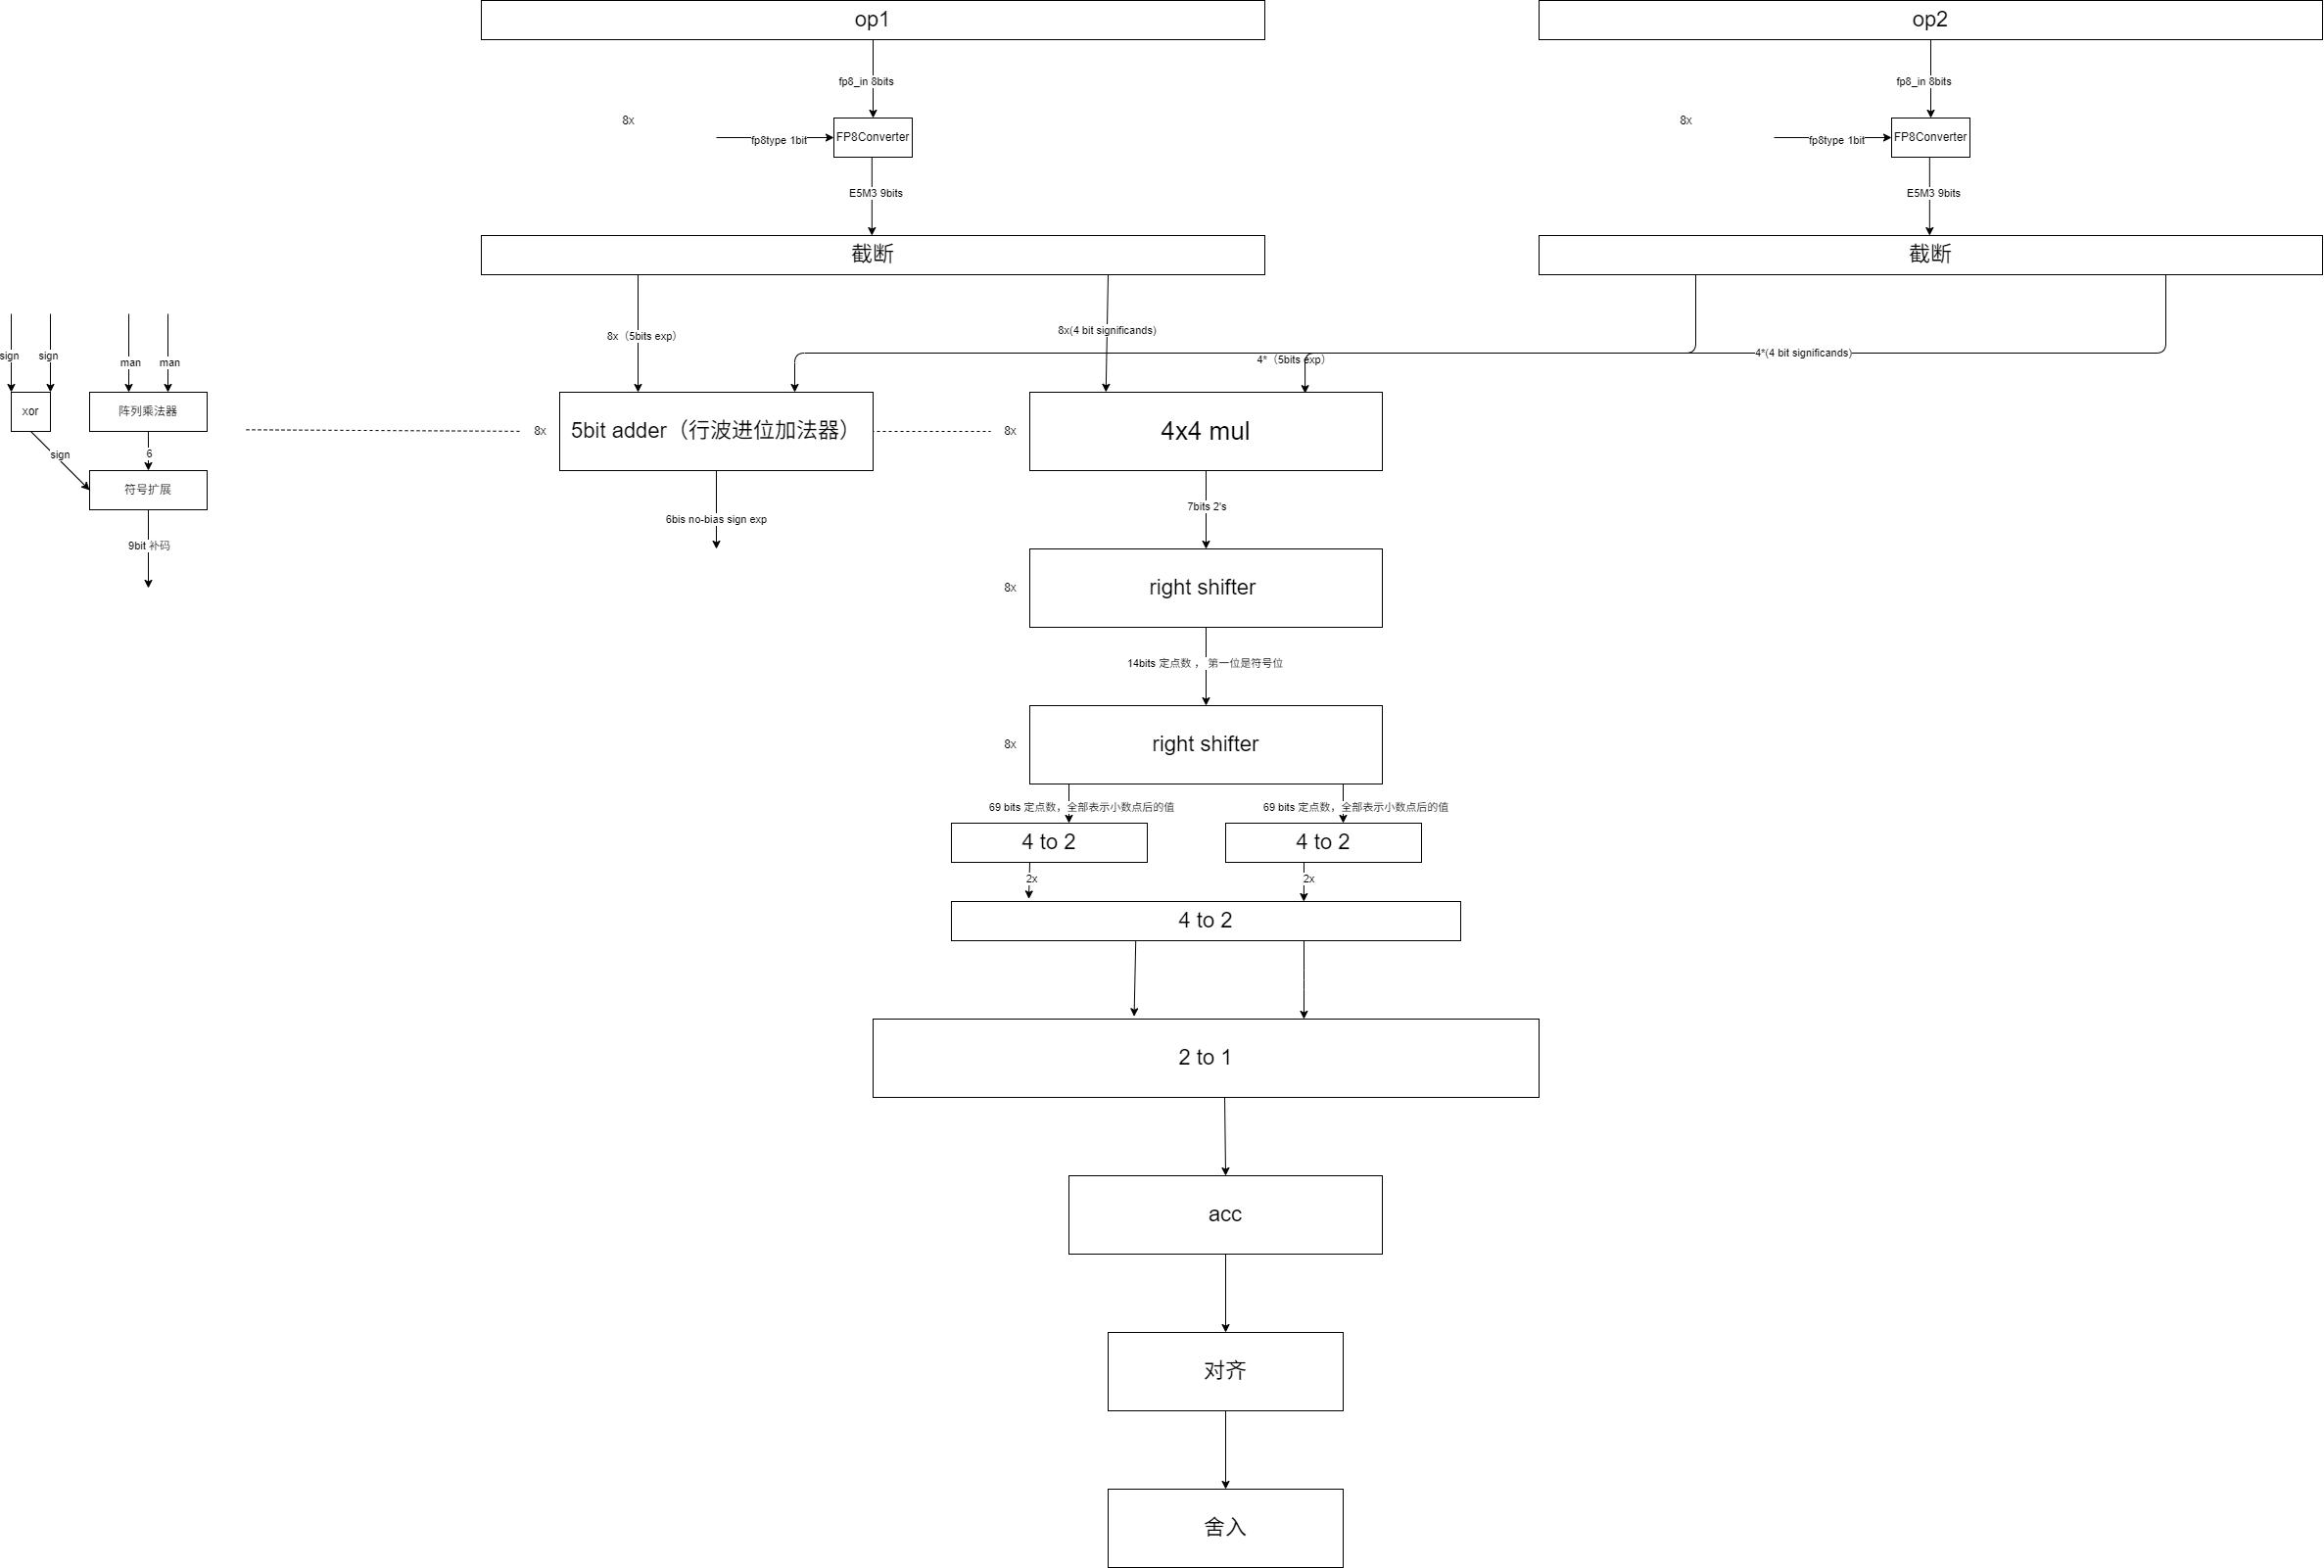 op1
op2
fp8_in 8bits
fp8_in 8bits
8x
8x
fp8type 1bit
FP8Converter
fp8type 1bit
FP8Converter
E5M3 9bits
E5M3 9bits
截断
截断
8x（5bits exp）
8x(4 bit significands)
4*（5bits exp）
4*(4 bit significands)
sign
sign
man
man
xor
阵列乘法器
8x
5bit adder（行波进位加法器）
8x
4x4 mul
sign
6
符号扩展
6bis no-bias sign exp
7bits 2's
9bit 补码
8x
right shifter
14bits 定点数 ， 第一位是符号位
8x
right shifter
69 bits 定点数，全部表示小数点后的值
69 bits 定点数，全部表示小数点后的值
4 to 2
4 to 2
2x
2x
4 to 2
2 to 1
acc
对齐
舍入